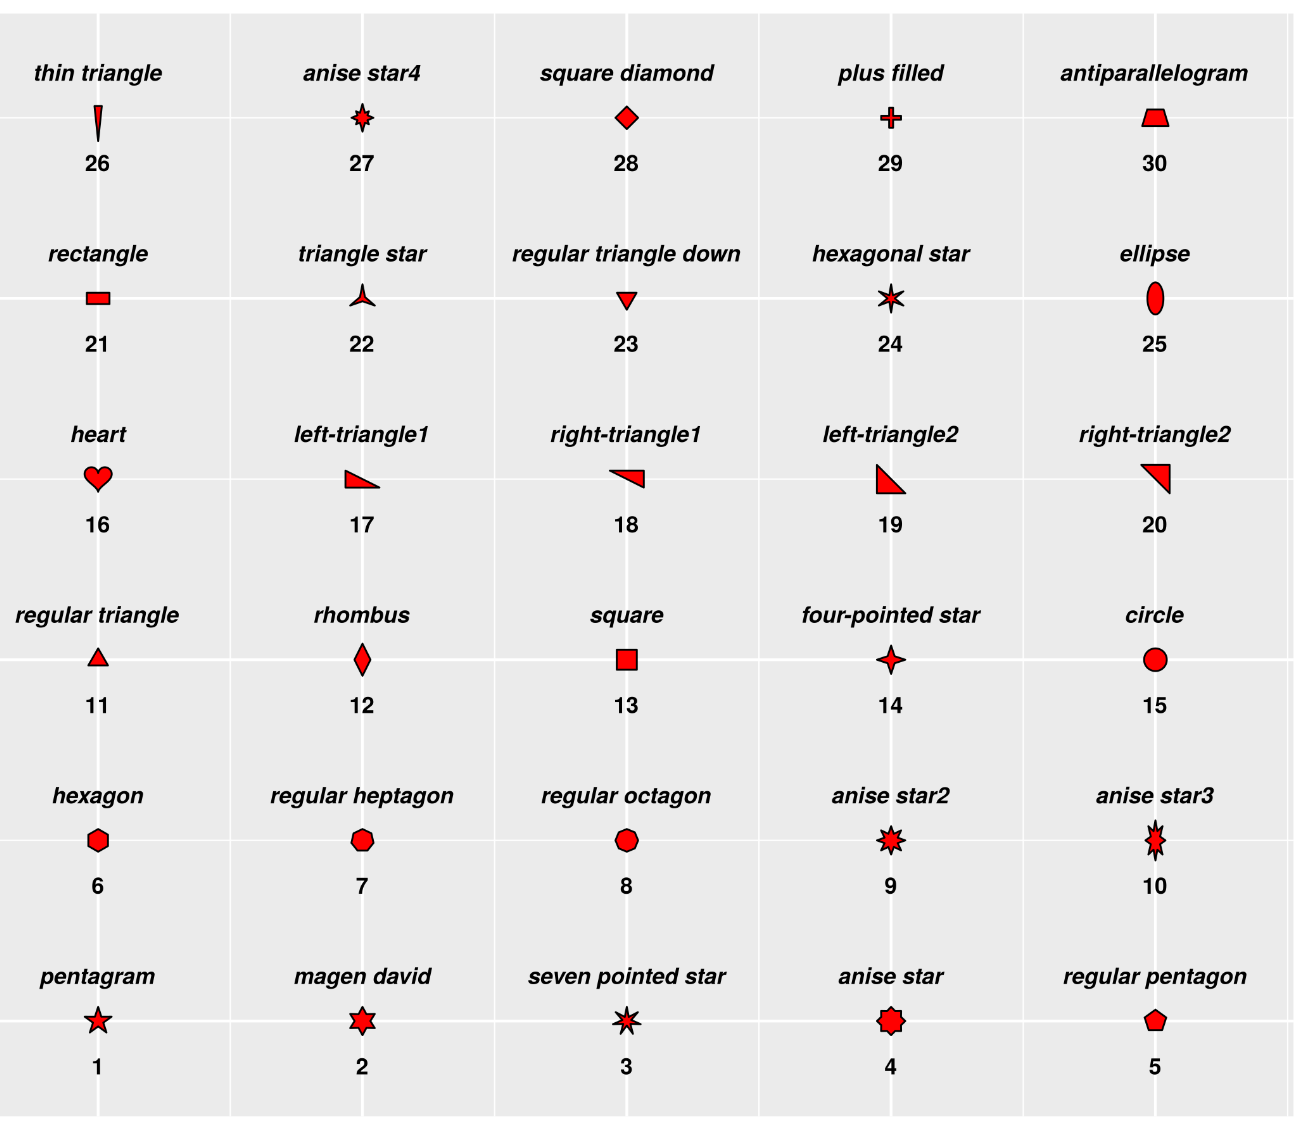 thin triangle anise star4 square diamond plus filled antiparallelogram
26 27 28 29 30
rectangle triangle star regular triangle down hexagonal star ellipse
21 22 23 24 25
heart left-triangle1 right-triangle1 left-triangle2 right-triangle2
16 17 18 19 20
regular triangle rhombus square four-pointed star circle
11 12 13 14 15
hexagon regular heptagon regular octagon anise star2 anise star3
6 7 8 9 10
pentagram magen david seven pointed star anise star regular pentagon
1 2 3 4 5